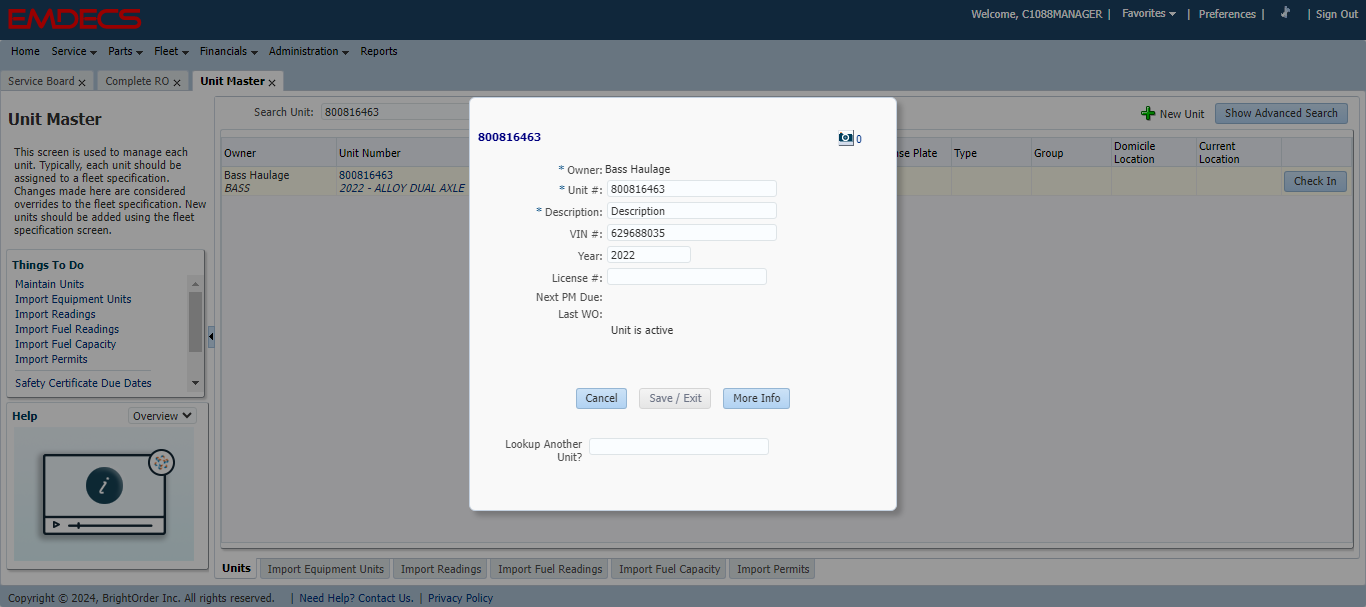 EMDECS
Welcome, C1088MANAGER | Favorites | Preferences | | Sign Out
Home Service Parts Fleet Financials Administration Reports
Service Board x Complete RO x Unit Master x
Unit Master
This screen is used to manage each
unit. Typically, each unit should be
assigned to a fleet specification.
Changes made here are considered
overrides to the fleet specification. New
units should be added using the fleet
specification screen.
Things To Do
Maintain Units
Import Equipment Units
Import Readings
Import Fuel Readings
Import Fuel Capacity
Import Permits
Safety Certificate Due Dates
Help Overview
i
Search Unit: 800816463
New Unit Show Advanced Search
Owner Unit Number Plate Type Group Domicile Location Current Location
Bass Haulage 800816463
BASS 2022 - ALLOY DUAL AXLE
Check In
800816463 0
* Owner: Bass Haulage
* Unit #: 800816463
* Description: Description
VIN #: 629688035
Year: 2022
License #:
Next PM Due:
Last WO:
Unit is active
Cancel Save / Exit More Info
Lookup Another
Unit?
Units Import Equipment Units Import Readings Import Fuel Readings Import Fuel Capacity Import Permits
Copyright © 2024, BrightOrder Inc. All rights reserved. | Need Help? Contact Us. | Privacy Policy